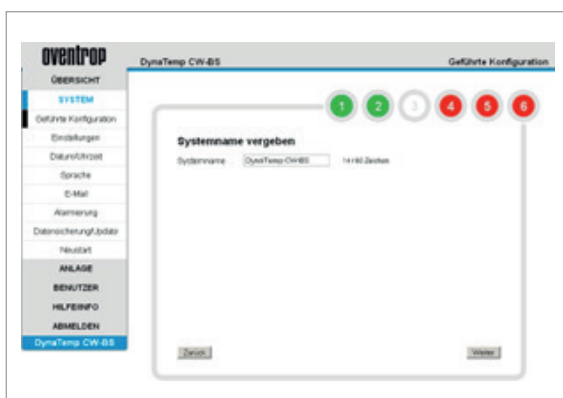 oventrop
DynaTemp CW-BS
Geführte Konfiguration
ÜBERSICHT
SYSTEM
Geführte Konfiguration
Einstellungen
Datum/Uhrzeit
Sprache
E-Mail
Alarmierung
Datensicherung/Update
Neustart
ANLAGE
BENUTZER
HILFE/INFO
ABMELDEN
DynaTemp CW-BS
1 2 3 4 5 6
Systemname vergeben
Systemname DynaTemp CW-BS 14 / 60 Zeichen
Zurück Weiter